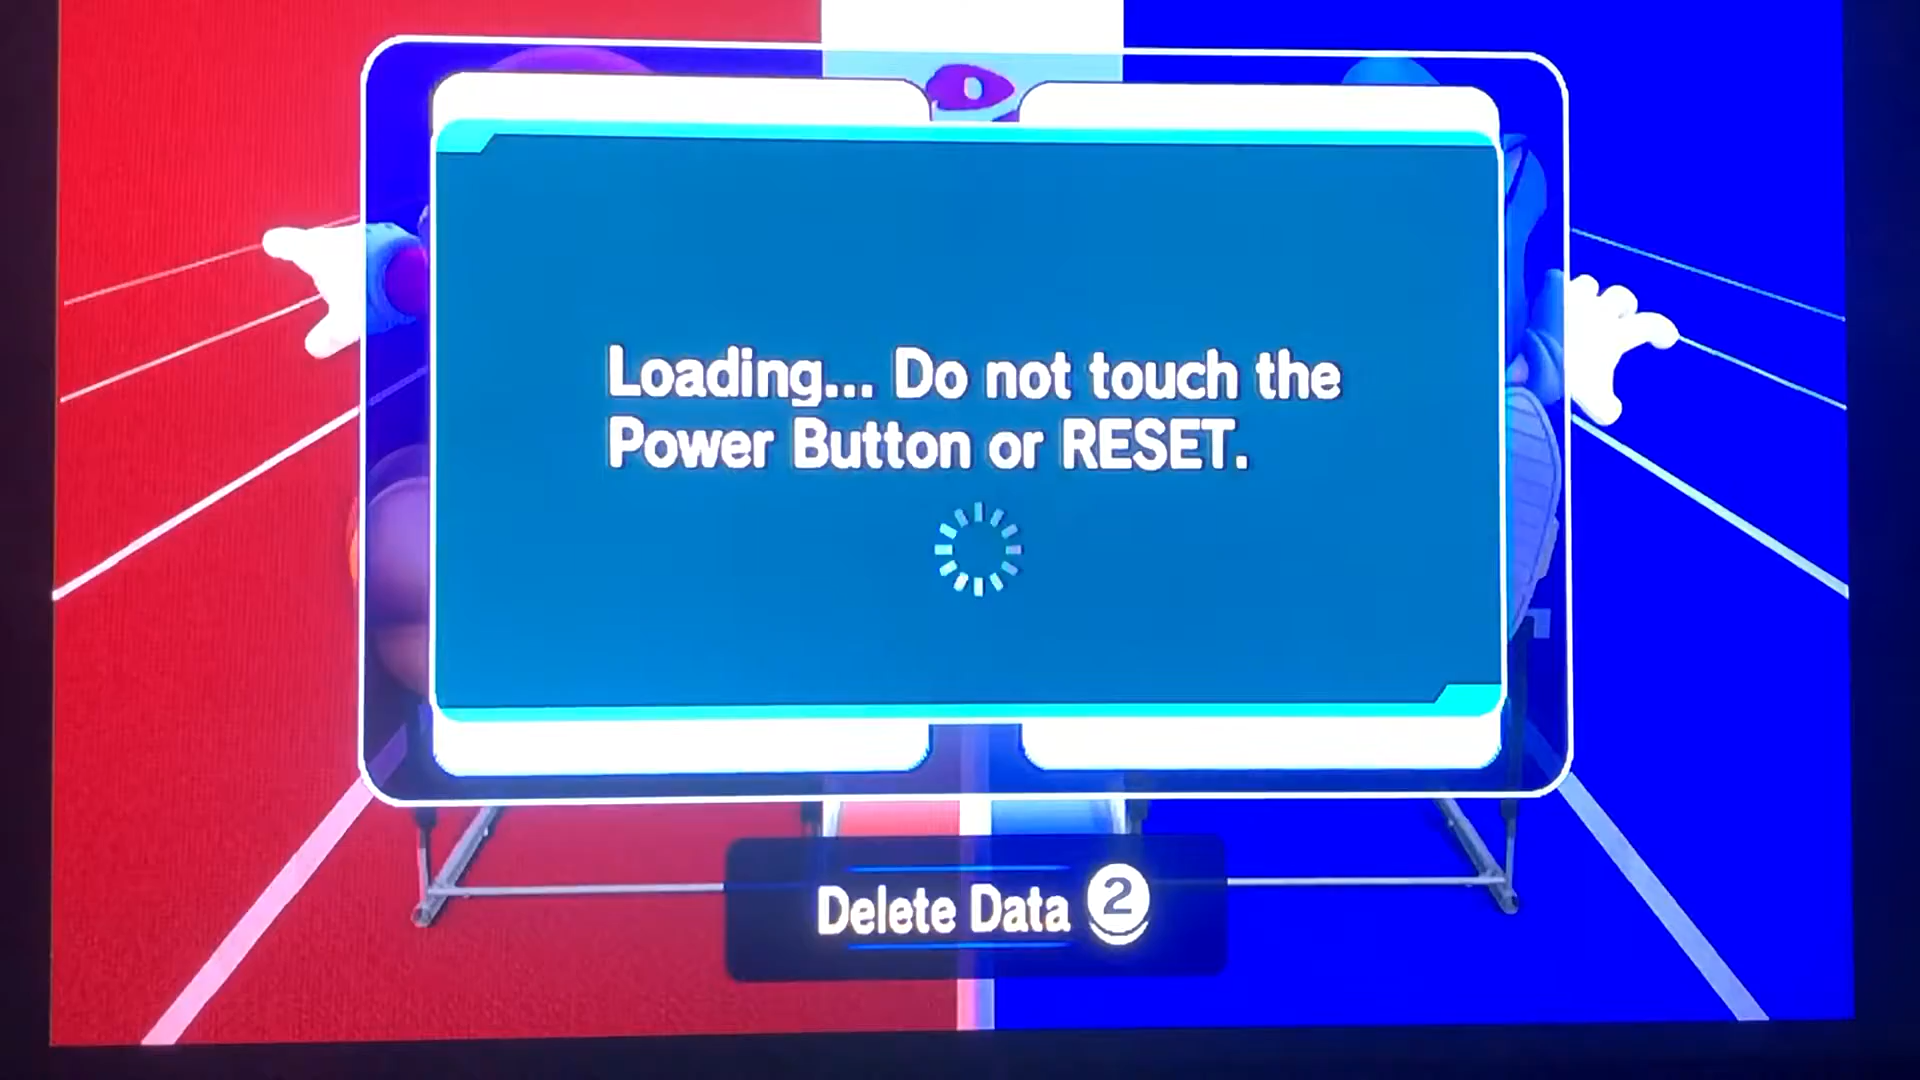 Loading... Do not touch the
Power Button or RESET.
Delete Data 2